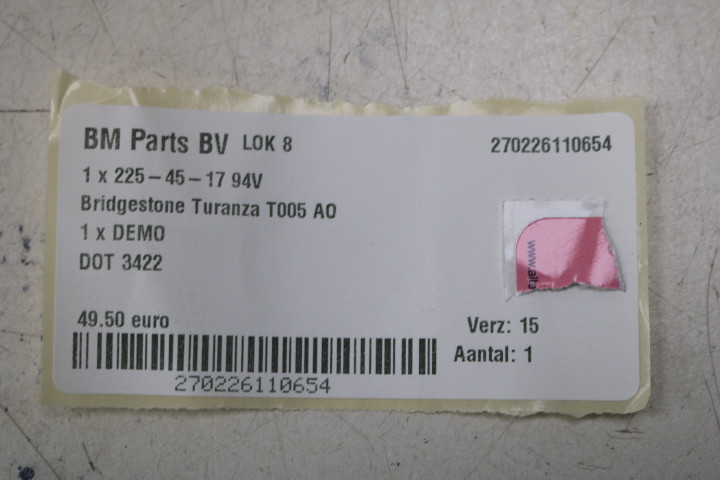 BM Parts BV LOK 8 270226110654
1 x 225-45-17 94V
Bridgestone Turanza T005 AO
1 x DEMO
DOT 3422
49.50 euro
Verz: 15
Aantal: 1
270226110654